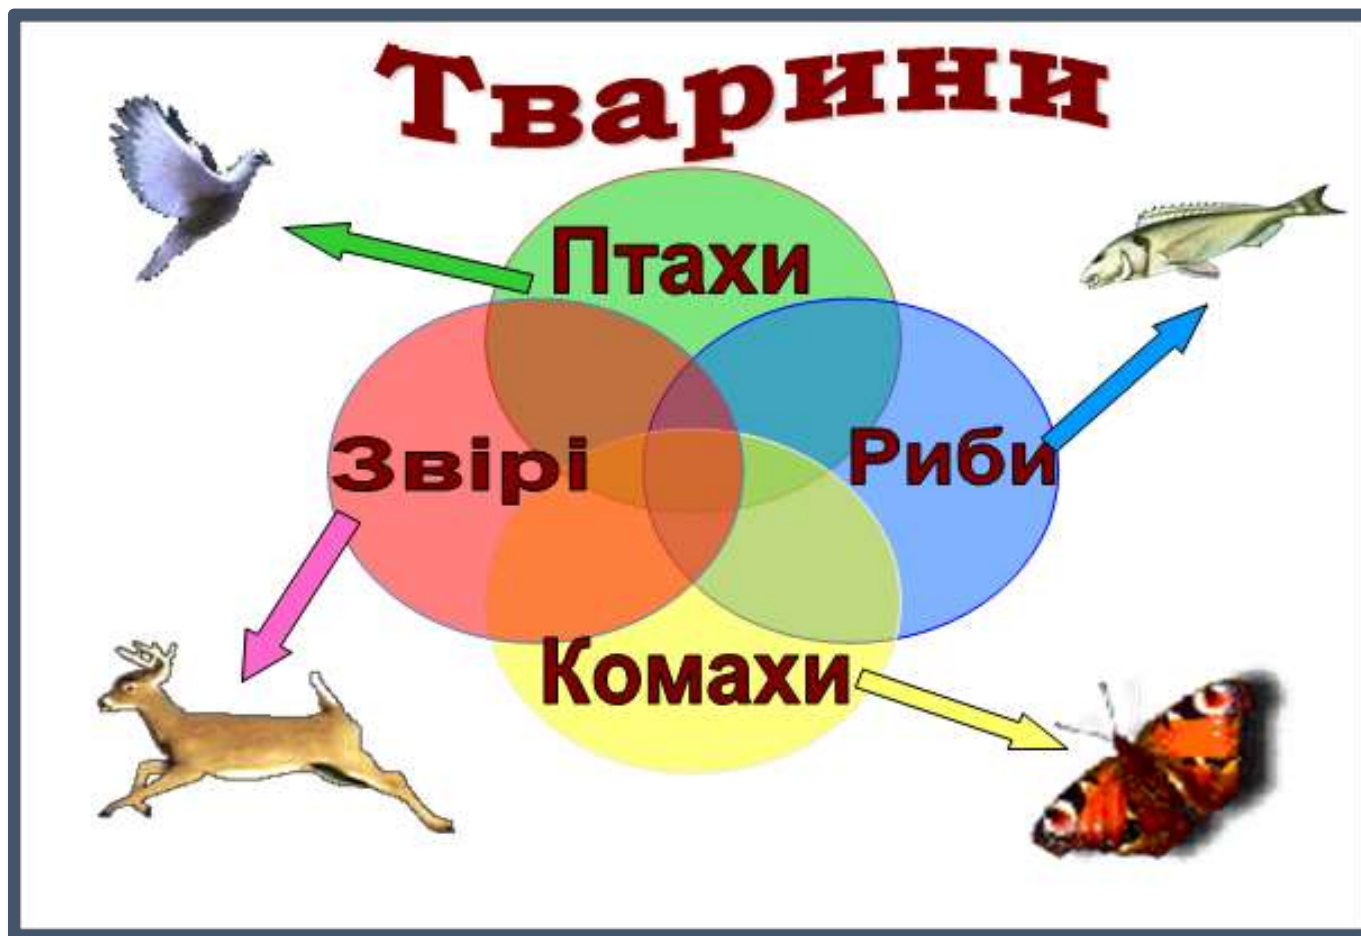 Тварини
Птахи
Звірі
Риби
Комахи